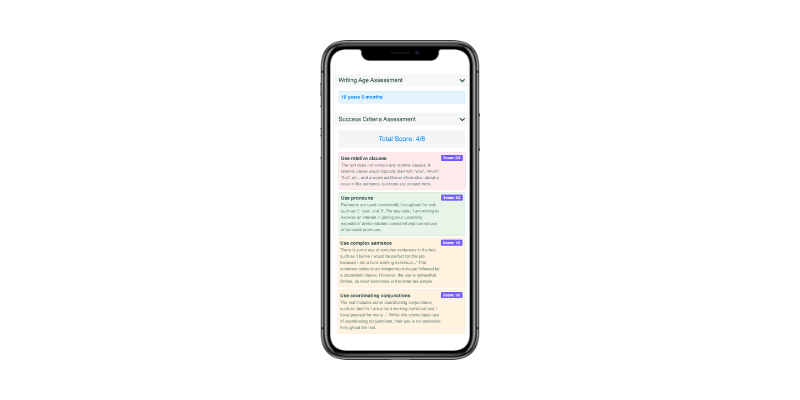 Writing Age Assessment
10 years 5 months
Success Criteria Assessment
Total Score: 4/8
Use relative clauses
Score: 0/2
The text does not contain any relative clauses. A
relative clause would typically start with 'who', 'which',
'that', etc., and provide additional information about a
noun in the sentence, but none are present here.
Use pronouns
Score: 2/2
Pronouns are used consistently throughout the text,
such as 'I', 'your', and 'it'. For example, 'I am writing to
express an interest in joining your upcoming
expedition' demonstrates consistent and correct use
of personal pronouns.
Use complex sentence
Score: 1/2
There is some use of complex sentences in the text,
such as 'I believe I would be perfect for this job
because I am a hard working individual...' This
sentence contains an independent clause followed by
a dependent clause. However, the use is somewhat
limited, as most sentences in the letter are simple.
Use coordinating conjunctions
Score: 1/2
The text includes some coordinating conjunctions,
such as 'and' in 'I am a hard working individual and I
have practised for many...'. While this shows basic use
of coordinating conjunctions, their use is not extensive
throughout the text.